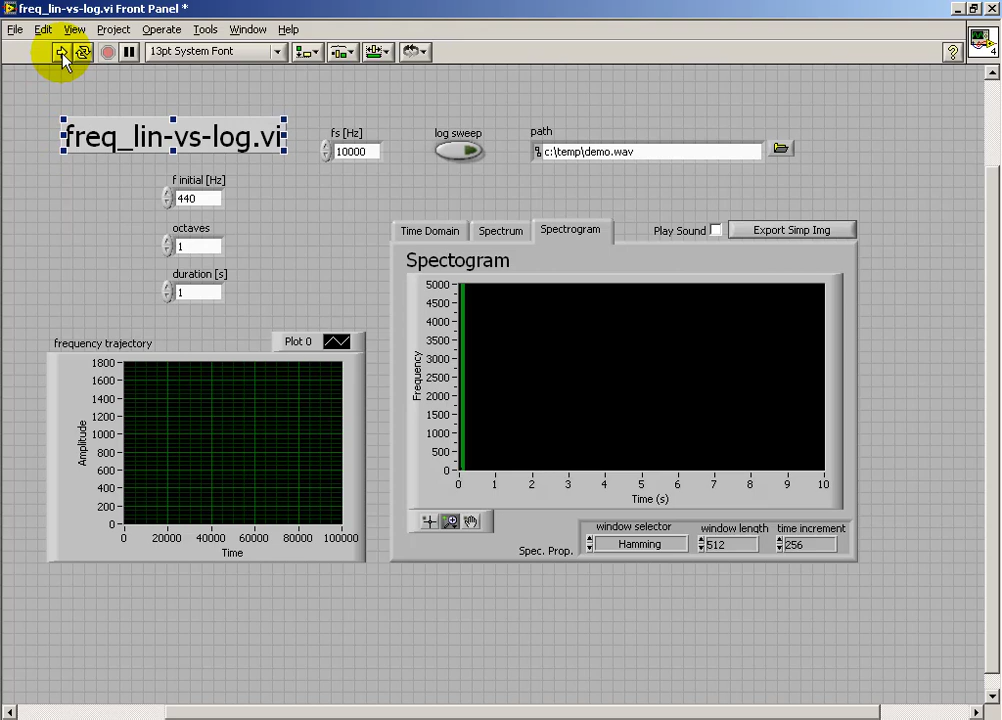 freq_lin-vs-log.vi Front Panel *
File Edit View Project Operate Tools Window Help
13pt System Font
?
4
freq_lin-vs-log.vi
fs [Hz]
10000
log sweep
path
c:\temp\demo.wav
f initial [Hz]
440
octaves
1
duration [s]
1
Time Domain
Spectrum
Spectrogram
Play Sound
Export Simp Img
Spectogram
5000
4500
4000
3500
3000
2500
2000
1500
1000
500
0
Frequency
0 1 2 3 4 5 6 7 8 9 10
Time (s)
frequency trajectory
Plot 0
1800
1600
1400
1200
1000
800
600
400
200
0
Amplitude
0 20000 40000 60000 80000 100000
Time
Spec. Prop.
window selector
Hamming
window length
512
time increment
256